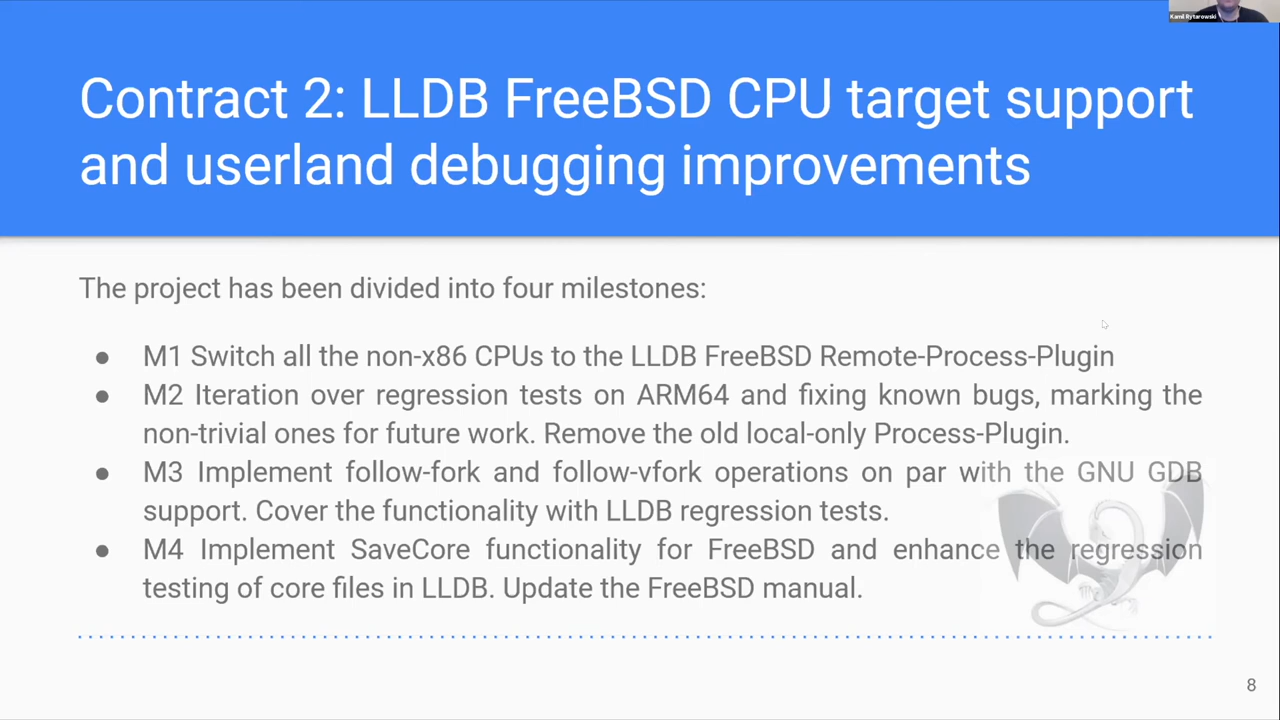 Kamil Rytarowski
Contract 2: LLDB FreeBSD CPU target support
and userland debugging improvements
The project has been divided into four milestones:
● M1 Switch all the non-x86 CPUs to the LLDB FreeBSD Remote-Process-Plugin
● M2 Iteration over regression tests on ARM64 and fixing known bugs, marking the
non-trivial ones for future work. Remove the old local-only Process-Plugin.
● M3 Implement follow-fork and follow-vfork operations on par with the GNU GDB
support. Cover the functionality with LLDB regression tests.
● M4 Implement SaveCore functionality for FreeBSD and enhance the regression
testing of core files in LLDB. Update the FreeBSD manual.
8